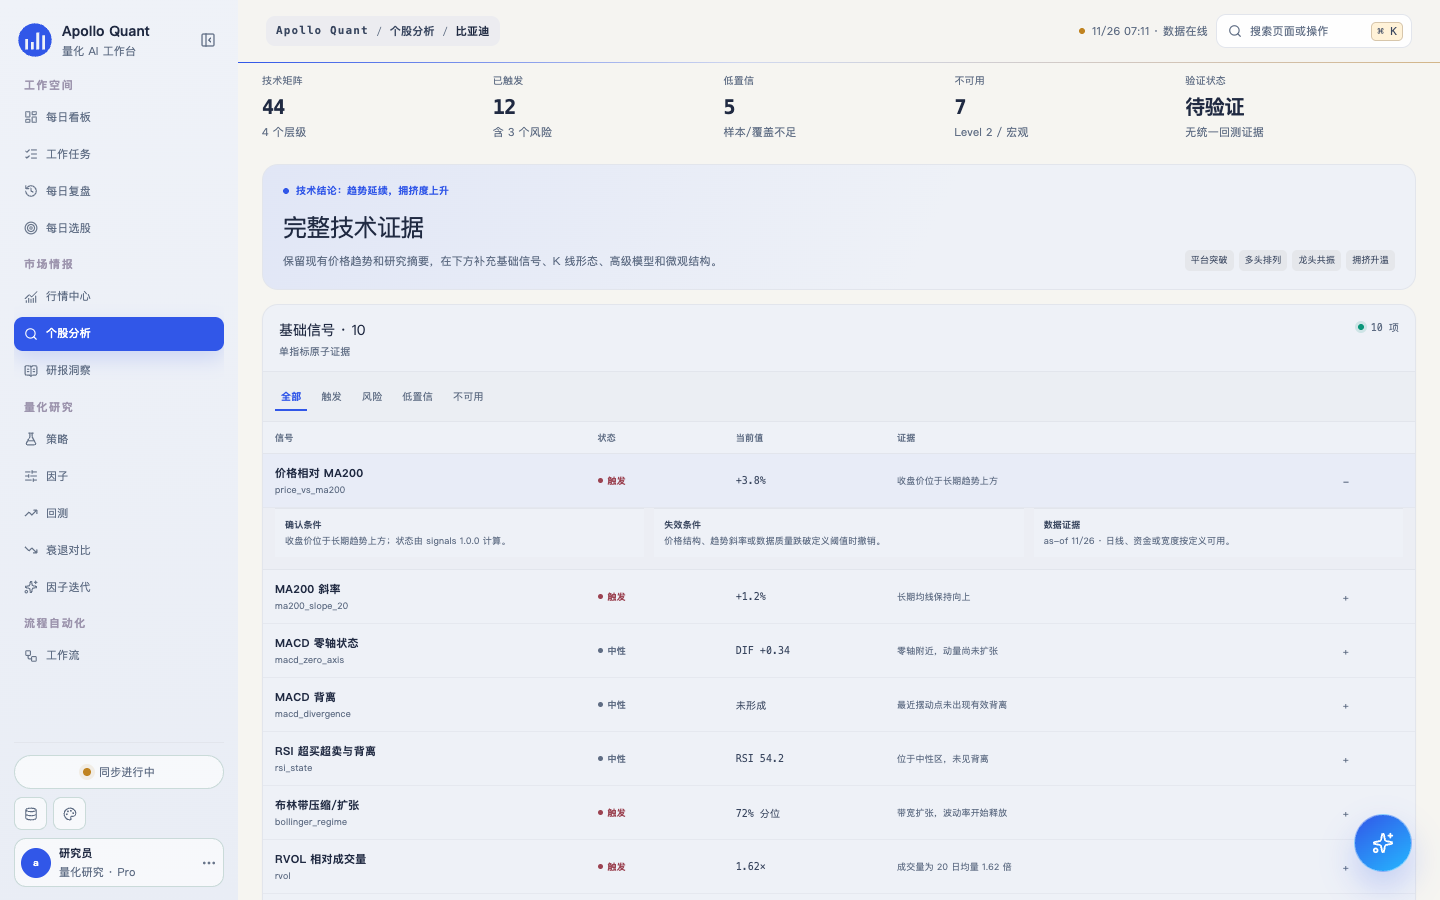 Apollo Quant
量化 AI 工作台
工作空间
每日看板
工作任务
每日复盘
每日选股
市场情报
行情中心
个股分析
研报洞察
量化研究
策略
因子
回测
衰退对比
因子迭代
流程自动化
工作流
同步进行中
a
研究员
量化研究 · Pro
Apollo Quant / 个股分析 / 比亚迪
11/26 07:11 · 数据在线
搜索页面或操作
⌘ K
技术矩阵
44
4 个层级
已触发
12
含 3 个风险
低置信
5
样本/覆盖不足
不可用
7
Level 2 / 宏观
验证状态
待验证
无统一回测证据
技术结论：趋势延续，拥挤度上升
完整技术证据
保留现有价格趋势和研究摘要，在下方补充基础信号、K 线形态、高级模型和微观结构。
平台突破 多头排列 龙头共振 拥挤升温
基础信号 · 10
单指标原子证据
10 项
全部 触发 风险 低置信 不可用
信号 状态 当前值 证据
价格相对 MA200
price_vs_ma200
触发
+3.8%
收盘价位于长期趋势上方
−
确认条件
收盘价位于长期趋势上方；状态由 signals 1.0.0 计算。
失效条件
价格结构、趋势斜率或数据质量跌破定义阈值时撤销。
数据证据
as-of 11/26 · 日线、资金或宽度按定义可用。
MA200 斜率
ma200_slope_20
触发
+1.2%
长期均线保持向上
+
MACD 零轴状态
macd_zero_axis
中性
DIF +0.34
零轴附近，动量尚未扩张
+
MACD 背离
macd_divergence
中性
未形成
最近摆动点未出现有效背离
+
RSI 超买超卖与背离
rsi_state
中性
RSI 54.2
位于中性区，未见背离
+
布林带压缩/扩张
bollinger_regime
触发
72% 分位
带宽扩张，波动率开始释放
+
RVOL 相对成交量
rvol
触发
1.62×
成交量为 20 日均量 1.62 倍
+